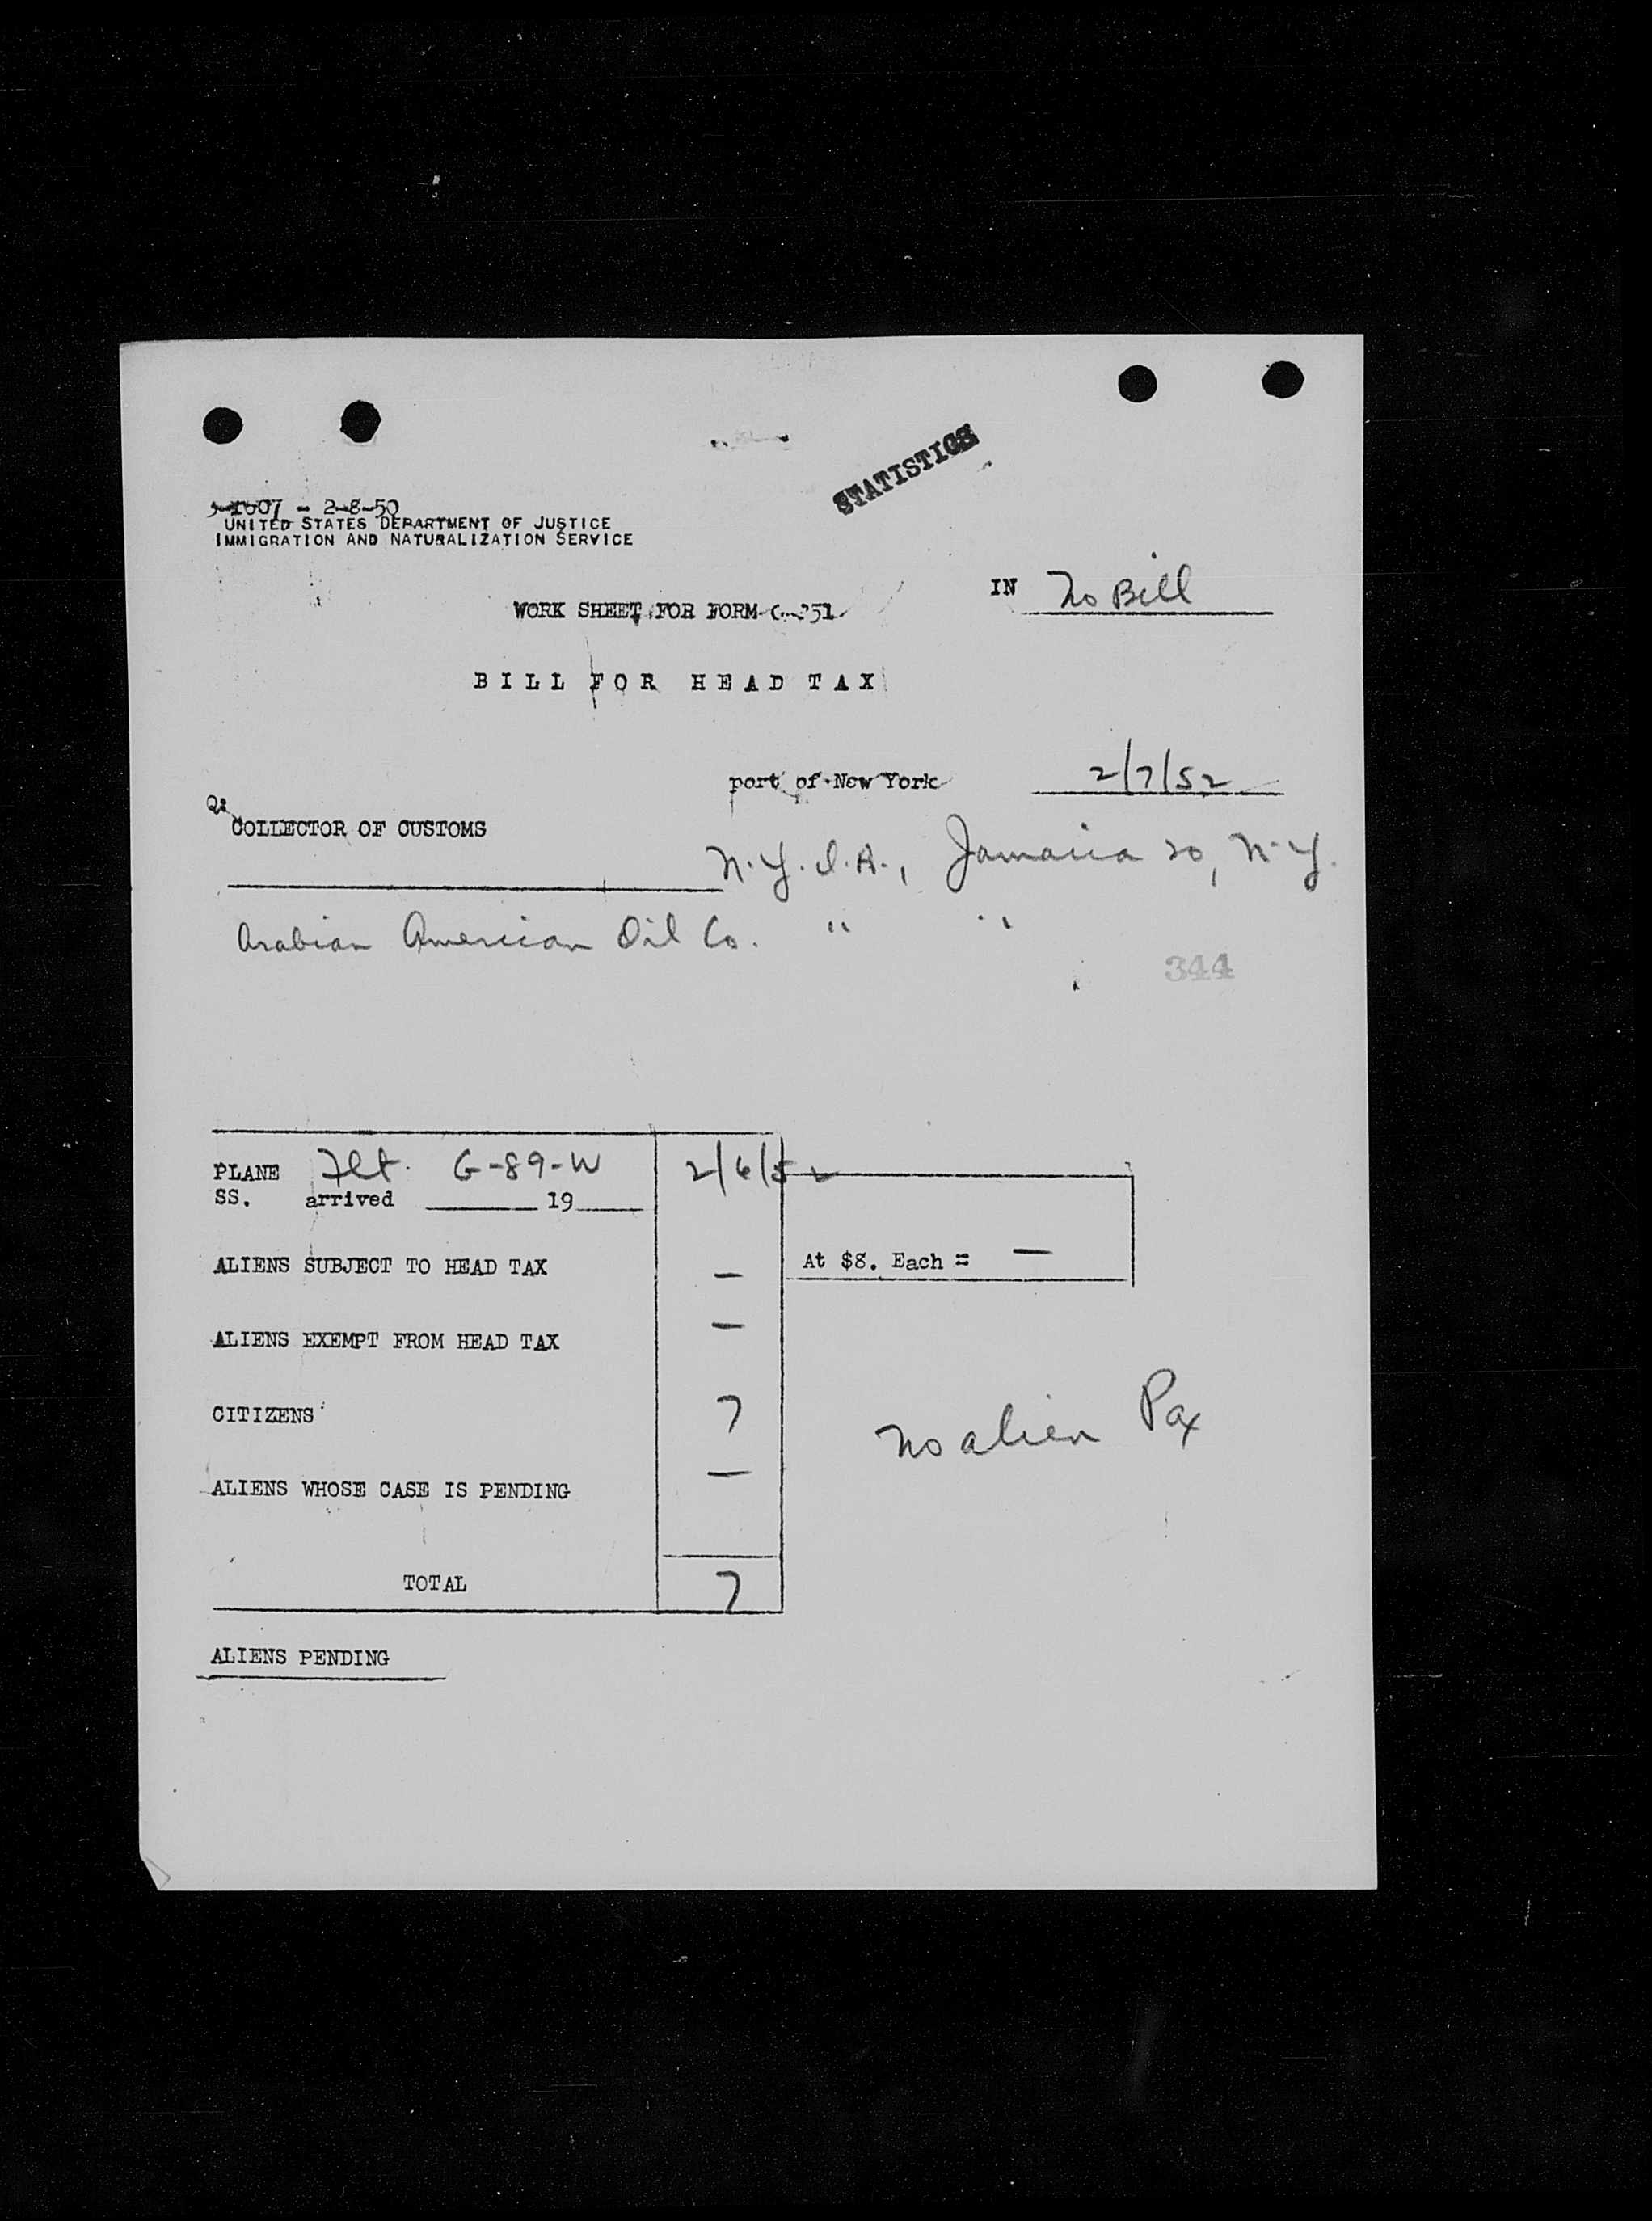 STATISTICS
-1607 - 2-8-50
UNITED STATES DEPARTMENT OF JUSTICE
IMMIGRATION AND NATURALIZATION SERVICE
IN No Bill
WORK SHEET FOR FORM G-251
BILL FOR HEAD TAX
port of New York 2/7/52
COLLECTOR OF CUSTOMS
N.Y.I.A., Jamaica 20, N.Y.
Arabian American Oil Co. " "
344
PLANE Flt. G-89-W 2/6/52
SS. arrived 19
ALIENS SUBJECT TO HEAD TAX — At $8. Each = —
ALIENS EXEMPT FROM HEAD TAX —
CITIZENS 7
no alien Pax
ALIENS WHOSE CASE IS PENDING —
TOTAL 7
ALIENS PENDING